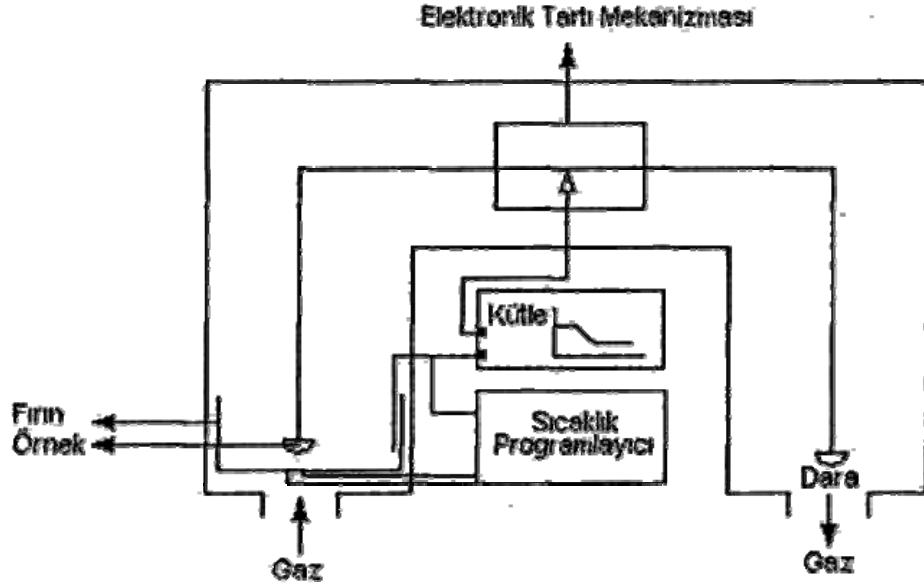 Elektronik Tartı Mekanizması
Kütle
Fırın
Örnek
Sıcaklık
Programlayıcı
Dara
Gaz
Gaz